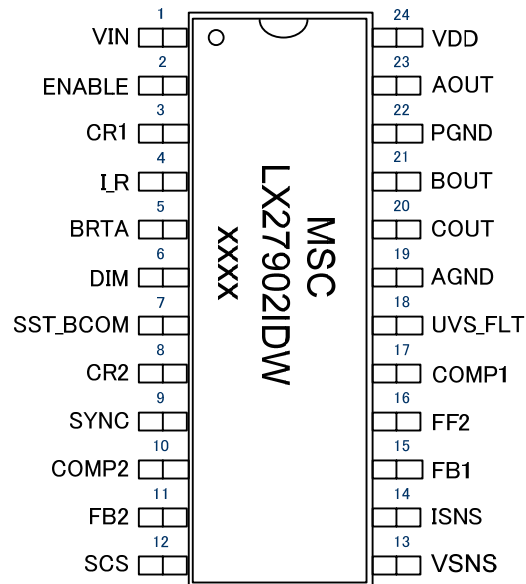 1
VIN
2
ENABLE
3
CR1
4
I_R
5
BRTA
6
DIM
7
SST_BCOM
8
CR2
9
SYNC
10
COMP2
11
FB2
12
SCS
MSC
LX27902IDW
xxxx
24
VDD
23
AOUT
22
PGND
21
BOUT
20
COUT
19
AGND
18
UVS_FLT
17
COMP1
16
FF2
15
FB1
14
ISNS
13
VSNS